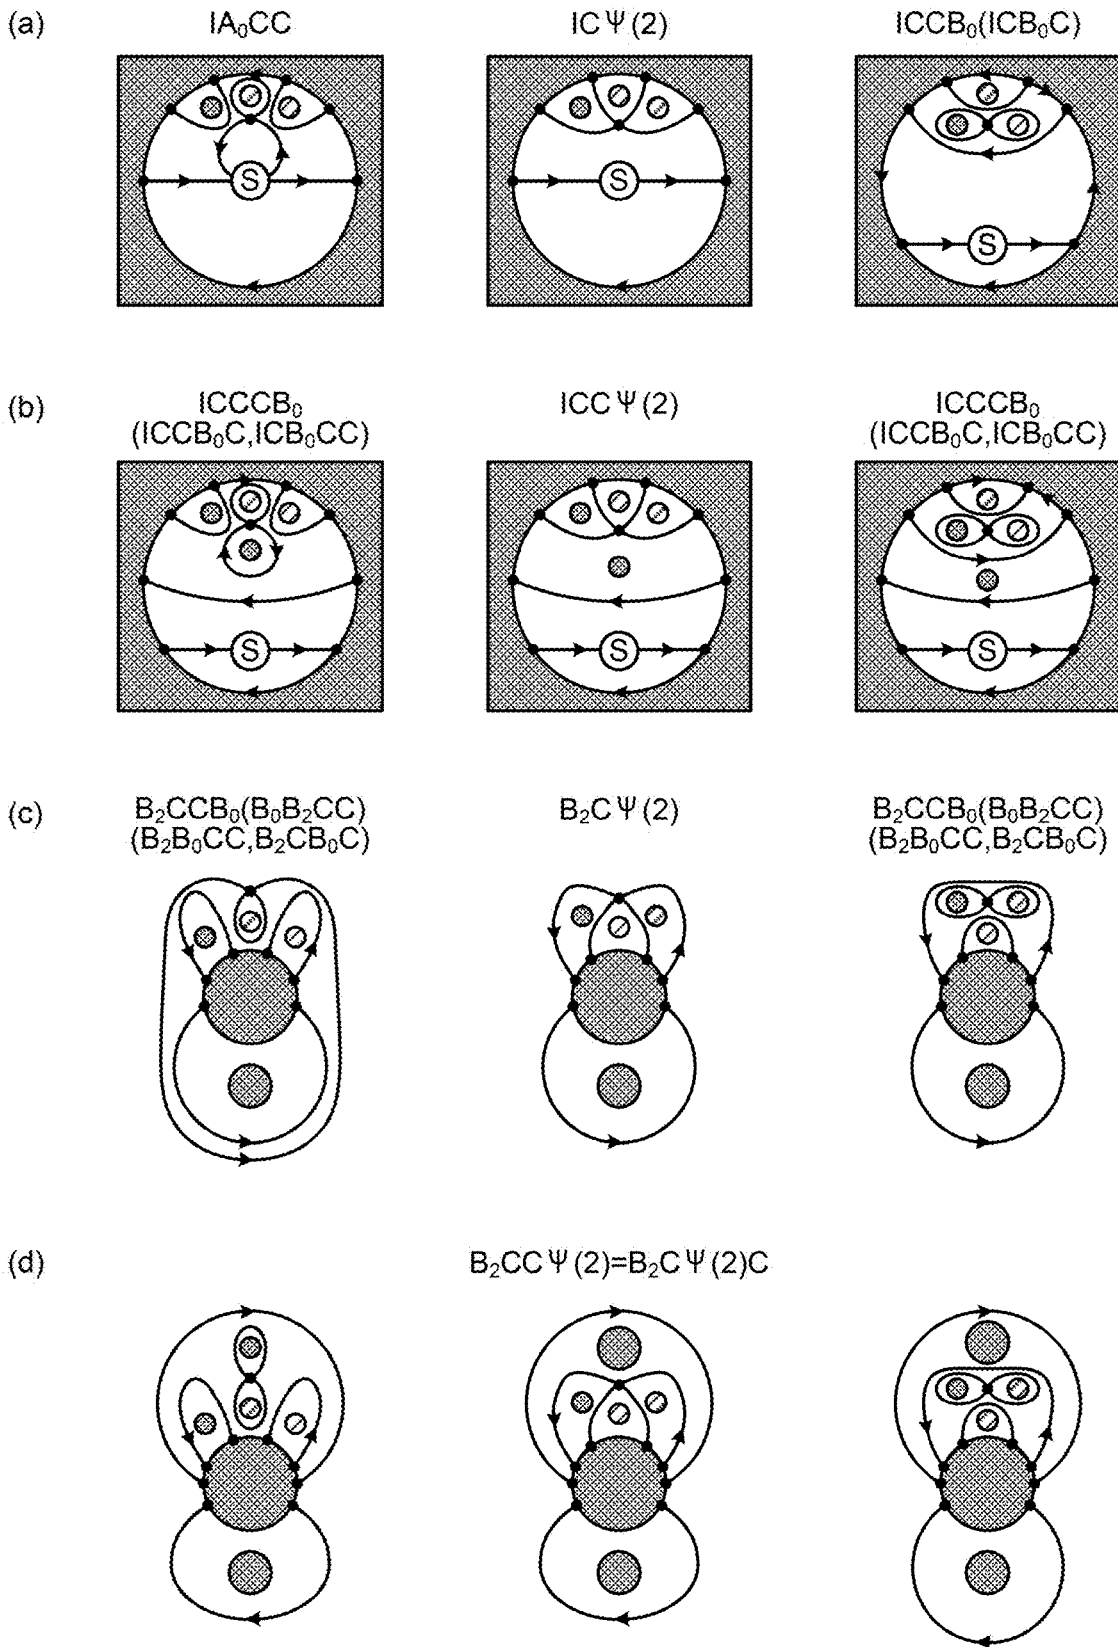 (a)
IA₀CC
ICΨ(2)
ICCB₀(ICB₀C)
S
S
S
(b)
ICCCB₀
(ICCB₀C,ICB₀CC)
ICCΨ(2)
ICCCB₀
(ICCB₀C,ICB₀CC)
S
S
S
(c)
B₂CCB₀(B₀B₂CC)
(B₂B₀CC,B₂CB₀C)
B₂CΨ(2)
B₂CCB₀(B₀B₂CC)
(B₂B₀CC,B₂CB₀C)
(d)
B₂CCΨ(2)=B₂CΨ(2)C